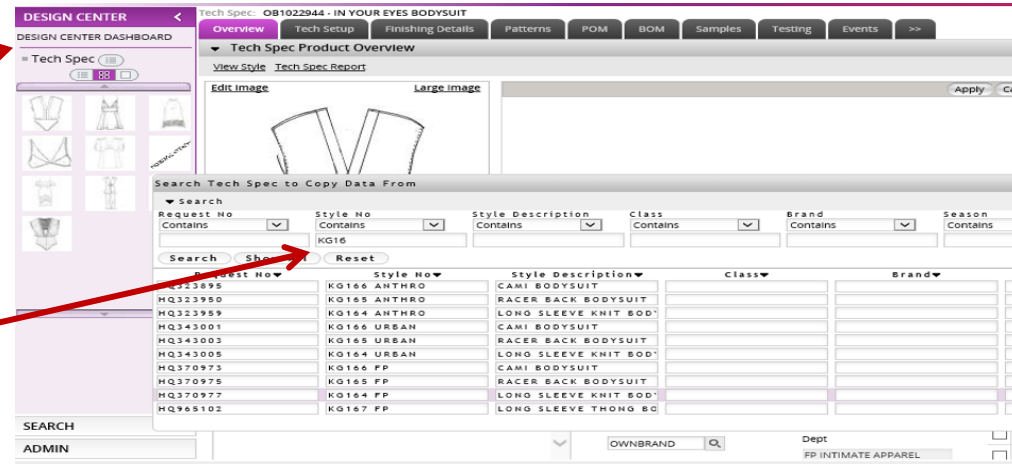 DESIGN CENTER <
DESIGN CENTER DASHBOARD
Tech Spec
SEARCH
ADMIN
Tech Spec: OB1022944 - IN YOUR EYES BODYSUIT
Overview Tech Setup Finishing Details Patterns POM BOM Samples Testing Events >>
Tech Spec Product Overview
View Style Tech Spec Report
Edit Image Large Image
Apply
Search Tech Spec to Copy Data From
Search
Request No Style No Style Description Class Brand Season
Contains Contains Contains Contains Contains Contains
KG16
Search Reset
Request No Style No Style Description Class Brand
HQ323895 KG166 ANTHRO CAMI BODYSUIT
HQ323950 KG165 ANTHRO RACER BACK BODYSUIT
HQ323959 KG164 ANTHRO LONG SLEEVE KNIT BOD
HQ343001 KG166 URBAN CAMI BODYSUIT
HQ343003 KG165 URBAN RACER BACK BODYSUIT
HQ343005 KG164 URBAN LONG SLEEVE KNIT BOD
HQ370973 KG166 FP CAMI BODYSUIT
HQ370975 KG165 FP RACER BACK BODYSUIT
HQ370977 KG164 FP LONG SLEEVE KNIT BOD
HQ965102 KG167 FP LONG SLEEVE THONG BO
OWNBRAND Dept
FP INTIMATE APPAREL